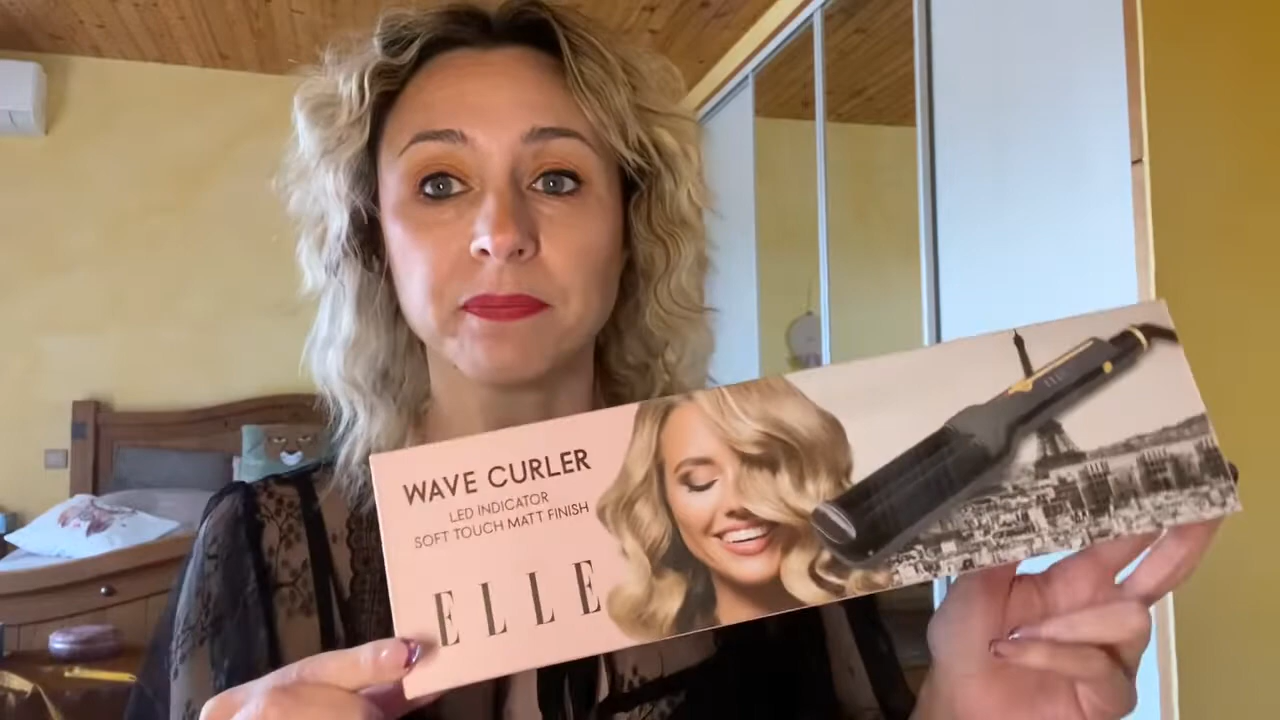 WAVE CURLER
LED INDICATOR
SOFT TOUCH MATT FINISH
ELLE